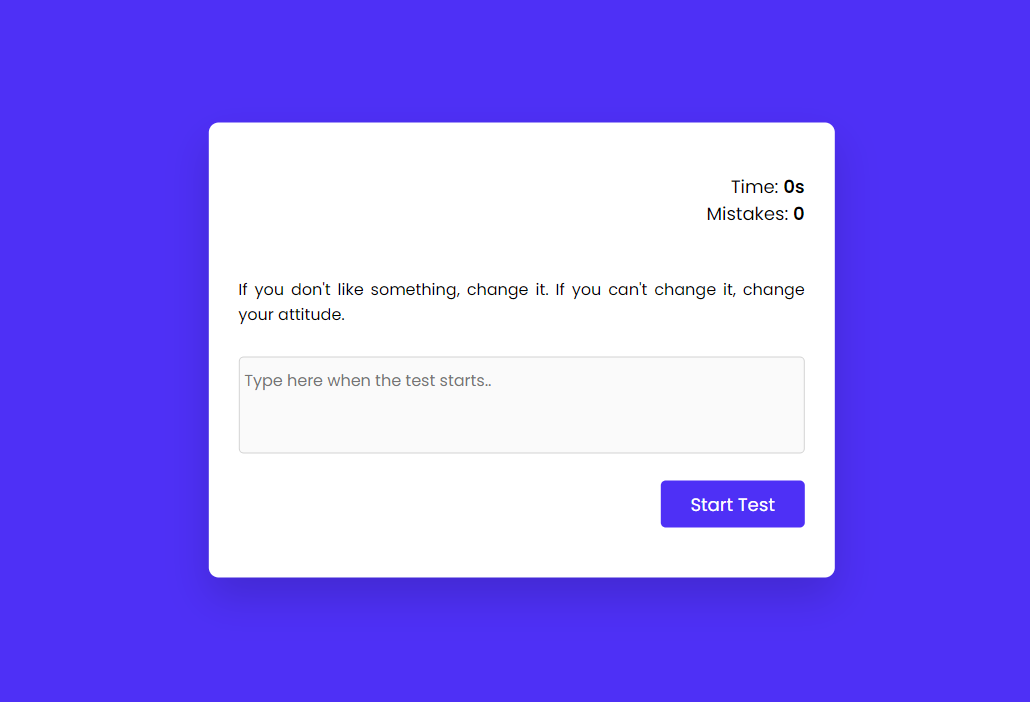 Time: 0s
Mistakes: 0
If you don't like something, change it. If you can't change it, change
your attitude.
Type here when the test starts..
Start Test